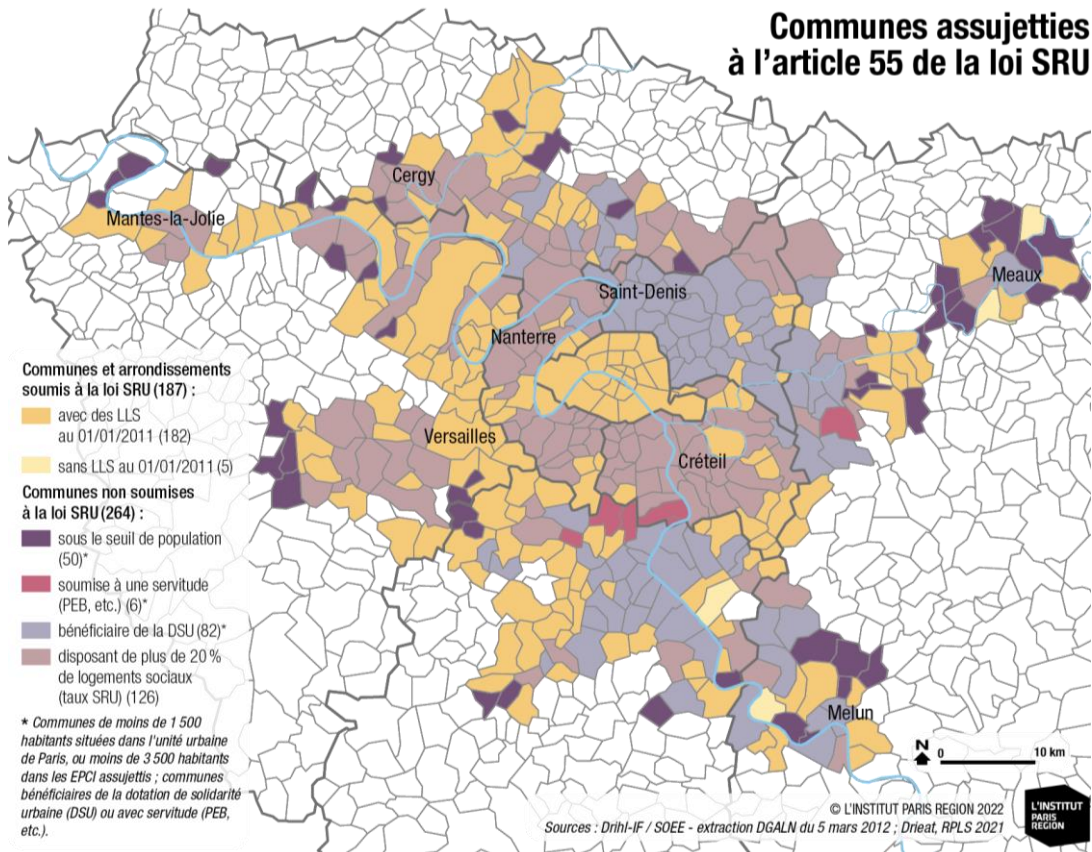 Communes assujetties
à l'article 55 de la loi SRU
Cergy
Mantes-la-Jolie
Meaux
Saint-Denis
Nanterre
Versailles
Créteil
Melun
Communes et arrondissements
soumis à la loi SRU (187) :
avec des LLS
au 01/01/2011 (182)
sans LLS au 01/01/2011 (5)
Communes non soumises
à la loi SRU (264) :
sous le seuil de population
(50)*
soumise à une servitude
(PEB, etc.) (6)*
bénéficiaire de la DSU (82)*
disposant de plus de 20 %
de logements sociaux
(taux SRU) (126)
* Communes de moins de 1 500
habitants situées dans l'unité urbaine
de Paris, ou moins de 3 500 habitants
dans les EPCI assujettis ; communes
bénéficiaires de la dotation de solidarité
urbaine (DSU) ou avec servitude (PEB,
etc.).
N 0 10 km
© L'INSTITUT PARIS REGION 2022
Sources : Drihl-IF / SOEE - extraction DGALN du 5 mars 2012 ; Drieat, RPLS 2021
L'INSTITUT
PARIS
REGION